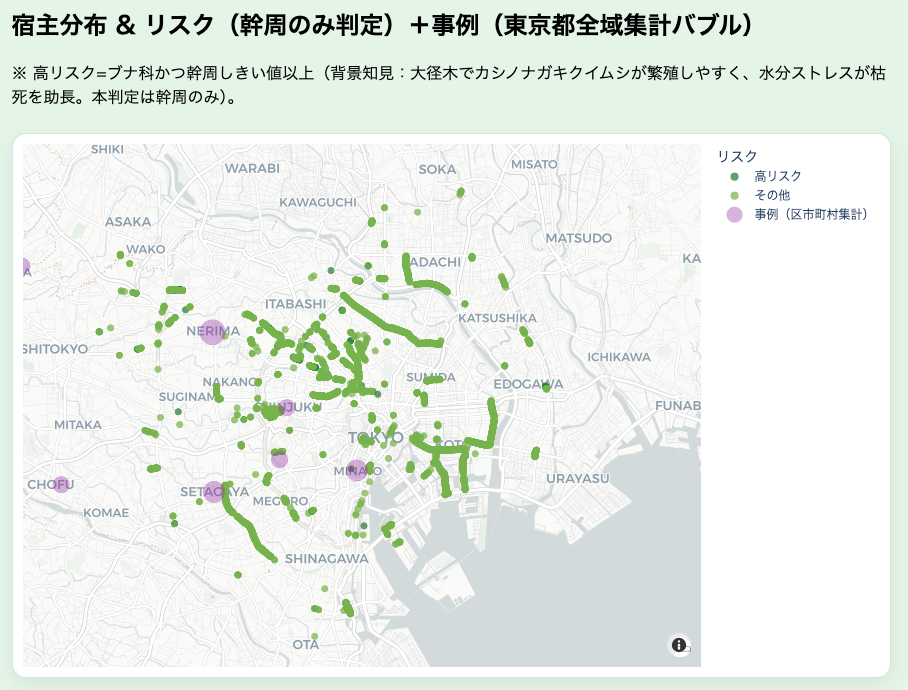 宿主分布 & リスク（幹周のみ判定）＋事例（東京都全域集計バブル）
※ 高リスク=ブナ科かつ幹周しきい値以上（背景知見：大径木でカシノナガキクイムシが繁殖しやすく、水分ストレスが枯
死を助長。本判定は幹周のみ）。
リスク
高リスク
その他
事例（区市町村集計）
SHIKI
WARABI
SOKA
MISATO
KAWAGUCHI
ASAKA
WAKO
MATSUDO
ADACHI
KA
A
ITABASHI
KATSUSHIKA
NERIMA
SHITOKYO
ICHIKAWA
NAKANO
SUMIDA
EDOGAWA
SUGINAM
SHINJUKU
FUNAB
MITAKA
TOKYO
KOTO
MINATO
CHOFU
SETAGAYA
URAYASU
MEGURO
KOMAE
SHINAGAWA
OTA